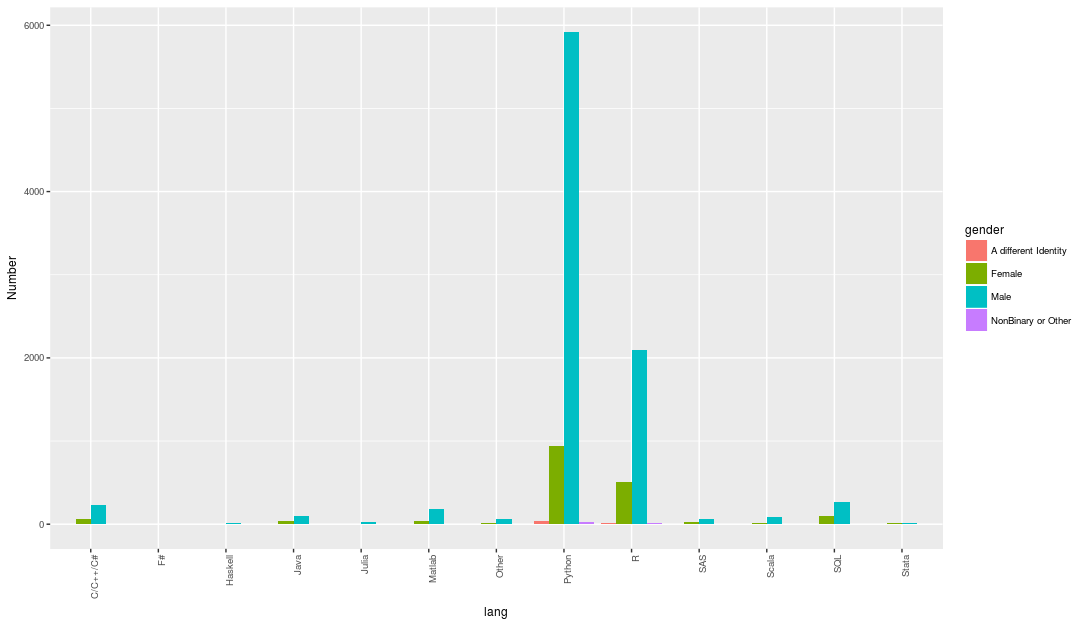 6000
4000
2000
0
Number
C/C++/C#
F#
Haskell
Java
Julia
Matlab
Other
Python
R
SAS
Scala
SQL
Stata
lang
gender
A different Identity
Female
Male
NonBinary or Other